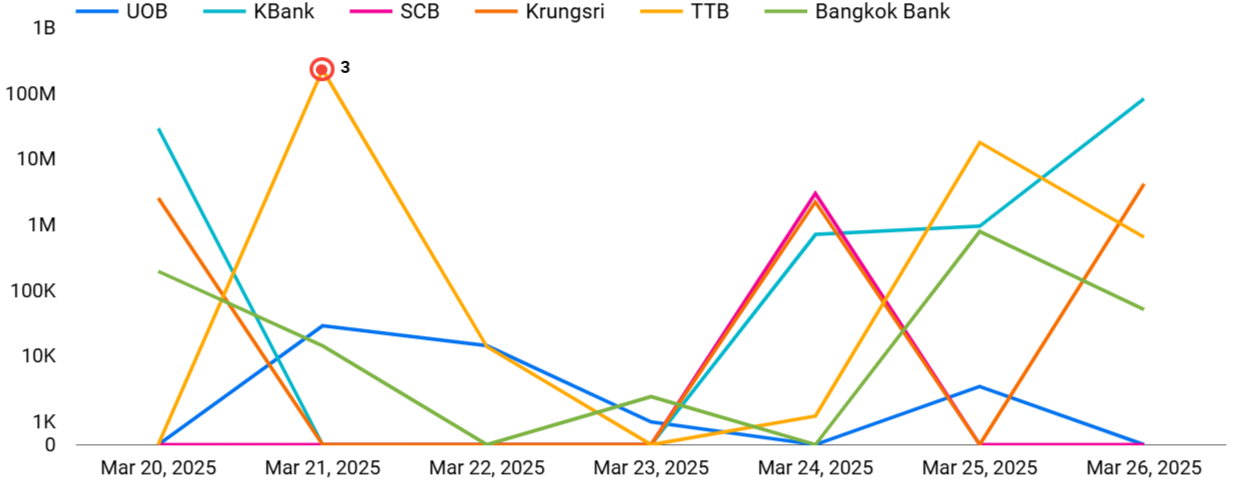 UOB KBank SCB Krungsri TTB Bangkok Bank
1B
3
100M
10M
1M
100K
10K
1K
0
Mar 20, 2025 Mar 21, 2025 Mar 22, 2025 Mar 23, 2025 Mar 24, 2025 Mar 25, 2025 Mar 26, 2025